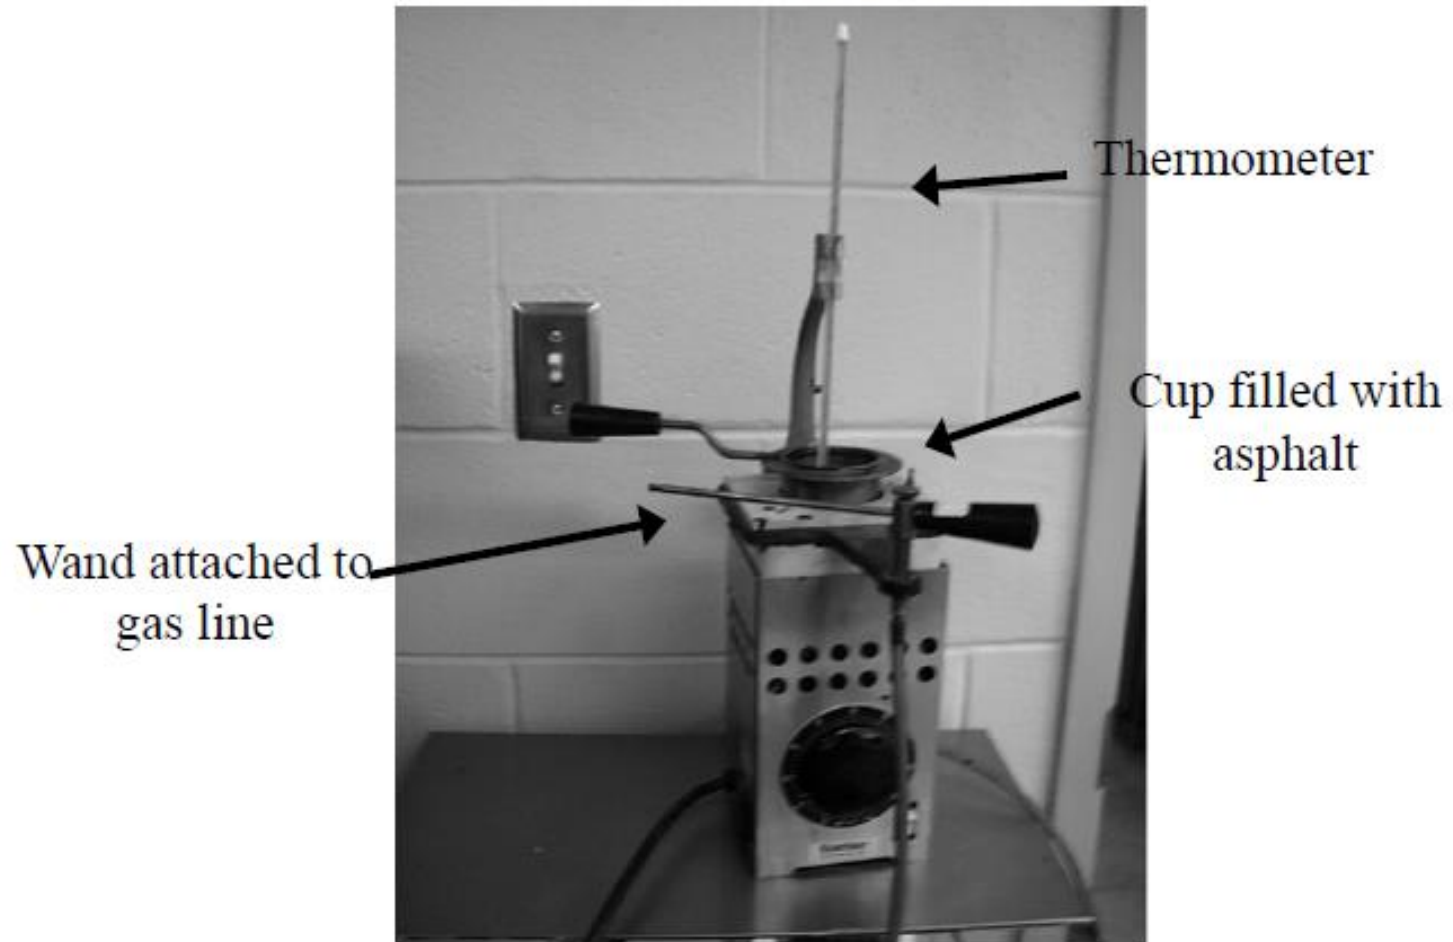 Thermometer
Cup filled with
asphalt
Wand attached to
gas line